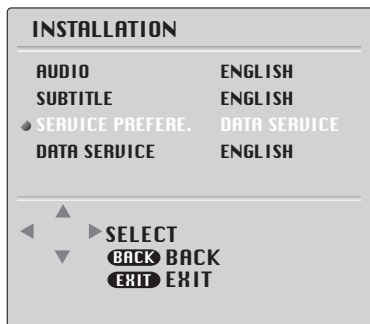 INSTALLATION
AUDIO ENGLISH
SUBTITLE ENGLISH
SERVICE PREFERE. DATA SERVICE
DATA SERVICE ENGLISH
SELECT
BACK BACK
EXIT EXIT